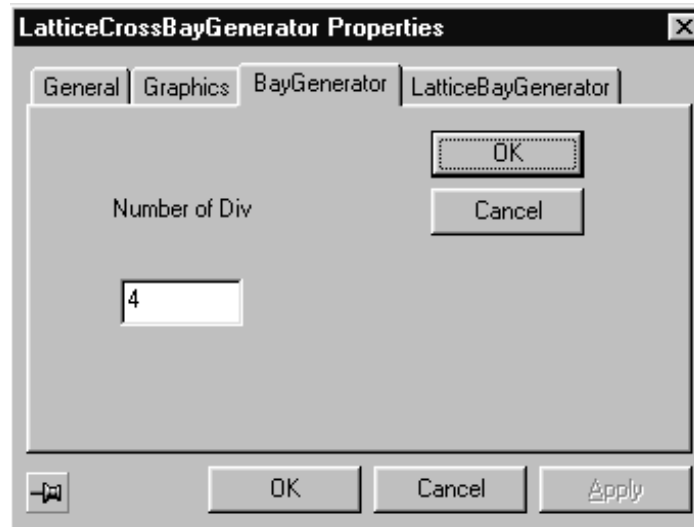 LatticeCrossBayGenerator Properties
General Graphics BayGenerator LatticeBayGenerator
OK
Number of Div Cancel
4
OK Cancel Apply